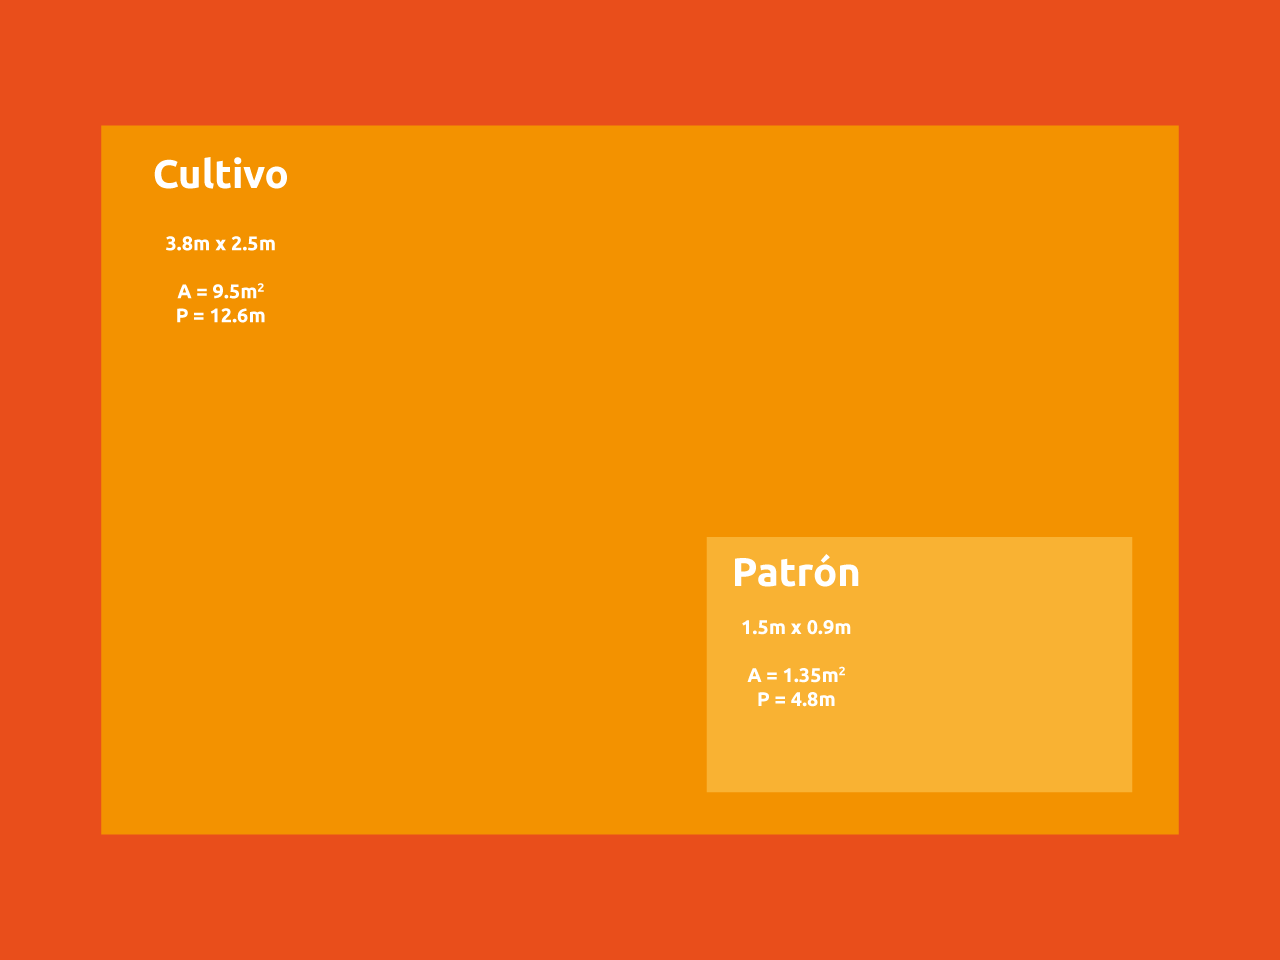 Cultivo
3.8m x 2.5m
A = 9.5m²
P = 12.6m
Patrón
1.5m x 0.9m
A = 1.35m²
P = 4.8m